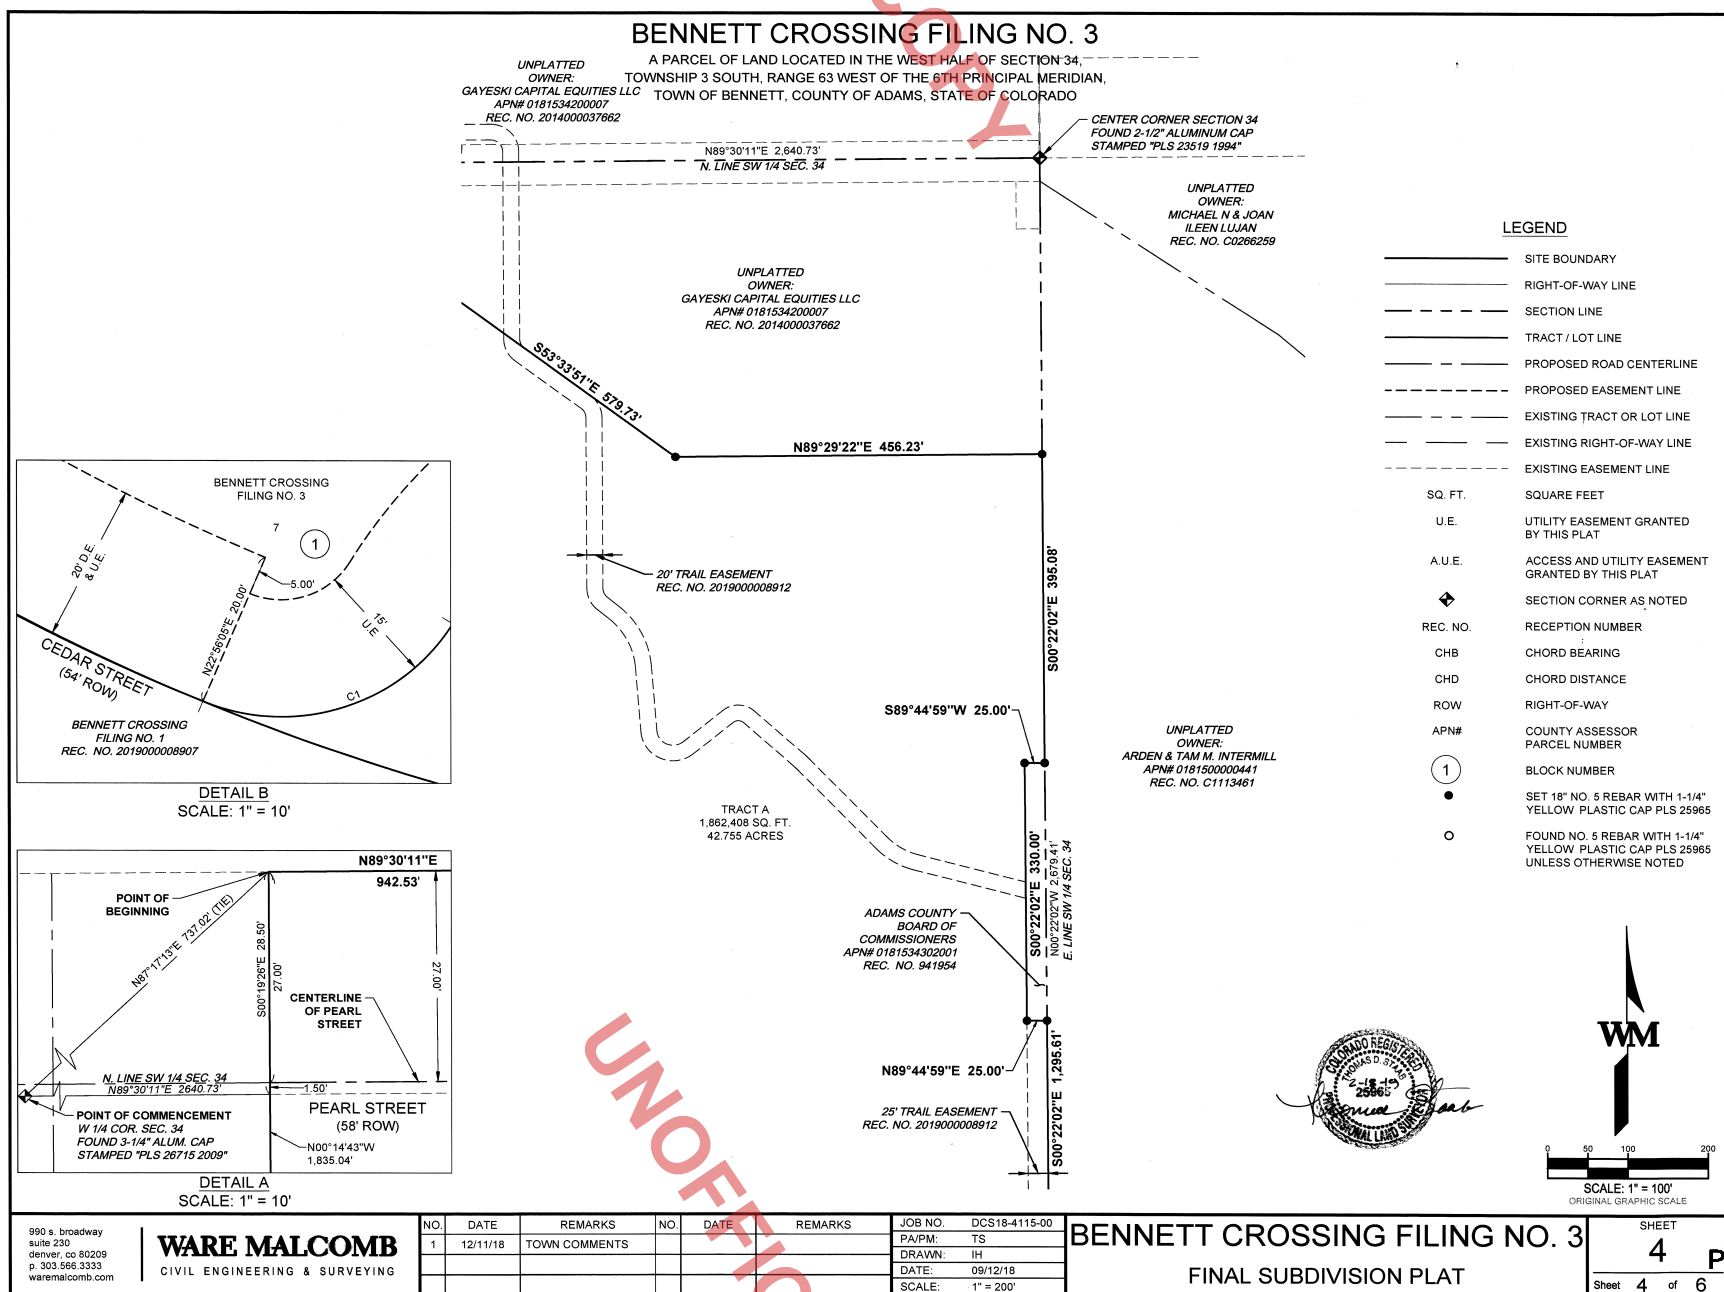 BENNETT CROSSING FILING NO. 3
A PARCEL OF LAND LOCATED IN THE WEST HALF OF SECTION 34,
TOWNSHIP 3 SOUTH, RANGE 63 WEST OF THE 6TH PRINCIPAL MERIDIAN,
TOWN OF BENNETT, COUNTY OF ADAMS, STATE OF COLORADO
COPY
UNPLATTED
OWNER:
GAYESKI CAPITAL EQUITIES LLC
APN# 0181534200007
REC. NO. 2014000037662
CENTER CORNER SECTION 34
FOUND 2-1/2" ALUMINUM CAP
STAMPED "PLS 23519 1994"
N89°30'11"E 2,640.73'
N. LINE SW 1/4 SEC. 34
UNPLATTED
OWNER:
MICHAEL N & JOAN
ILEEN LUJAN
REC. NO. C0266259
UNPLATTED
OWNER:
GAYESKI CAPITAL EQUITIES LLC
APN# 0181534200007
REC. NO. 2014000037662
S53°33'51"E 579.73'
N89°29'22"E 456.23'
S00°22'02"E 395.08'
20' TRAIL EASEMENT
REC. NO. 2019000008912
S89°44'59"W 25.00'
UNPLATTED
OWNER:
ARDEN & TAM M. INTERMILL
APN# 0181500000441
REC. NO. C1113461
TRACT A
1,862,408 SQ. FT.
42.755 ACRES
S00°22'02"E 330.00'
N00°22'02"W 2,679.41'
E. LINE SW 1/4 SEC. 34
ADAMS COUNTY
BOARD OF
COMMISSIONERS
APN# 0181534302001
REC. NO. 941954
N89°44'59"E 25.00'
S00°22'02"E 1,295.61'
25' TRAIL EASEMENT
REC. NO. 2019000008912
LEGEND
SITE BOUNDARY
RIGHT-OF-WAY LINE
SECTION LINE
TRACT / LOT LINE
PROPOSED ROAD CENTERLINE
PROPOSED EASEMENT LINE
EXISTING TRACT OR LOT LINE
EXISTING RIGHT-OF-WAY LINE
EXISTING EASEMENT LINE
SQ. FT. SQUARE FEET
U.E. UTILITY EASEMENT GRANTED
BY THIS PLAT
A.U.E. ACCESS AND UTILITY EASEMENT
GRANTED BY THIS PLAT
SECTION CORNER AS NOTED
REC. NO. RECEPTION NUMBER
CHB CHORD BEARING
CHD CHORD DISTANCE
ROW RIGHT-OF-WAY
APN# COUNTY ASSESSOR
PARCEL NUMBER
1 BLOCK NUMBER
SET 18" NO. 5 REBAR WITH 1-1/4"
YELLOW PLASTIC CAP PLS 25965
FOUND NO. 5 REBAR WITH 1-1/4"
YELLOW PLASTIC CAP PLS 25965
UNLESS OTHERWISE NOTED
BENNETT CROSSING
FILING NO. 3
7
1
20' D.E.
& U.E.
5.00'
N22°56'05"E 20.00'
15'
U.E
CEDAR STREET
(54' ROW)
C1
BENNETT CROSSING
FILING NO. 1
REC. NO. 2019000008907
DETAIL B
SCALE: 1" = 10'
N89°30'11"E
942.53'
POINT OF
BEGINNING
N87°17'13"E 737.02' (TIE)
S00°19'26"E 28.50'
27.00'
27.00'
CENTERLINE
OF PEARL
STREET
N. LINE SW 1/4 SEC. 34
N89°30'11"E 2640.73'
1.50'
POINT OF COMMENCEMENT
W 1/4 COR. SEC. 34
FOUND 3-1/4" ALUM. CAP
STAMPED "PLS 26715 2009"
PEARL STREET
(58' ROW)
N00°14'43"W
1,835.04'
DETAIL A
SCALE: 1" = 10'
UNOFFIC
COLORADO REGISTERED
THOMAS D. STAAB
2-18-19
25965
PROFESSIONAL LAND SURVEYOR
WM
0 50 100 200
SCALE: 1" = 100'
ORIGINAL GRAPHIC SCALE
990 s. broadway
suite 230
denver, co 80209
p. 303.566.3333
waremalcomb.com
WARE MALCOMB
CIVIL ENGINEERING & SURVEYING
NO. DATE REMARKS NO. DATE REMARKS
1 12/11/18 TOWN COMMENTS
JOB NO. DCS18-4115-00
PA/PM: TS
DRAWN: IH
DATE: 09/12/18
SCALE: 1" = 200'
BENNETT CROSSING FILING NO. 3
FINAL SUBDIVISION PLAT
SHEET
4
P
Sheet 4 of 6